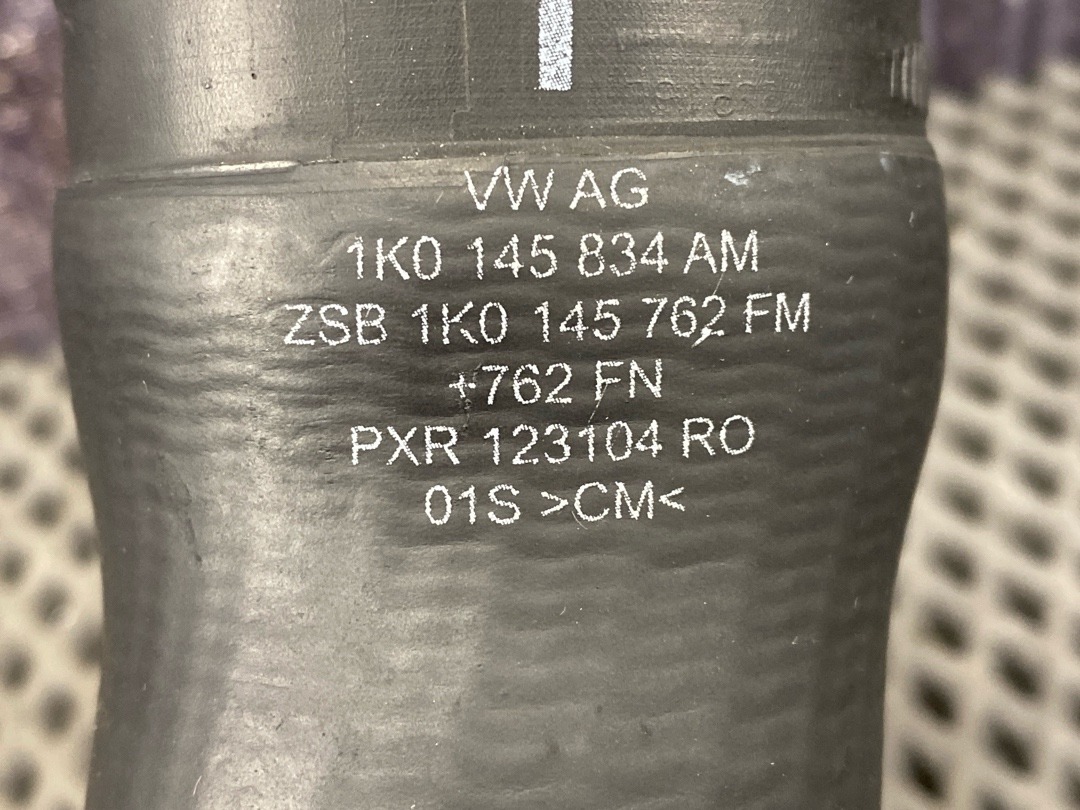 VW AG
1K0 145 834 AM
ZSB 1K0 145 762 FM
+762 FN
PXR 123104 RO
01S >CM<